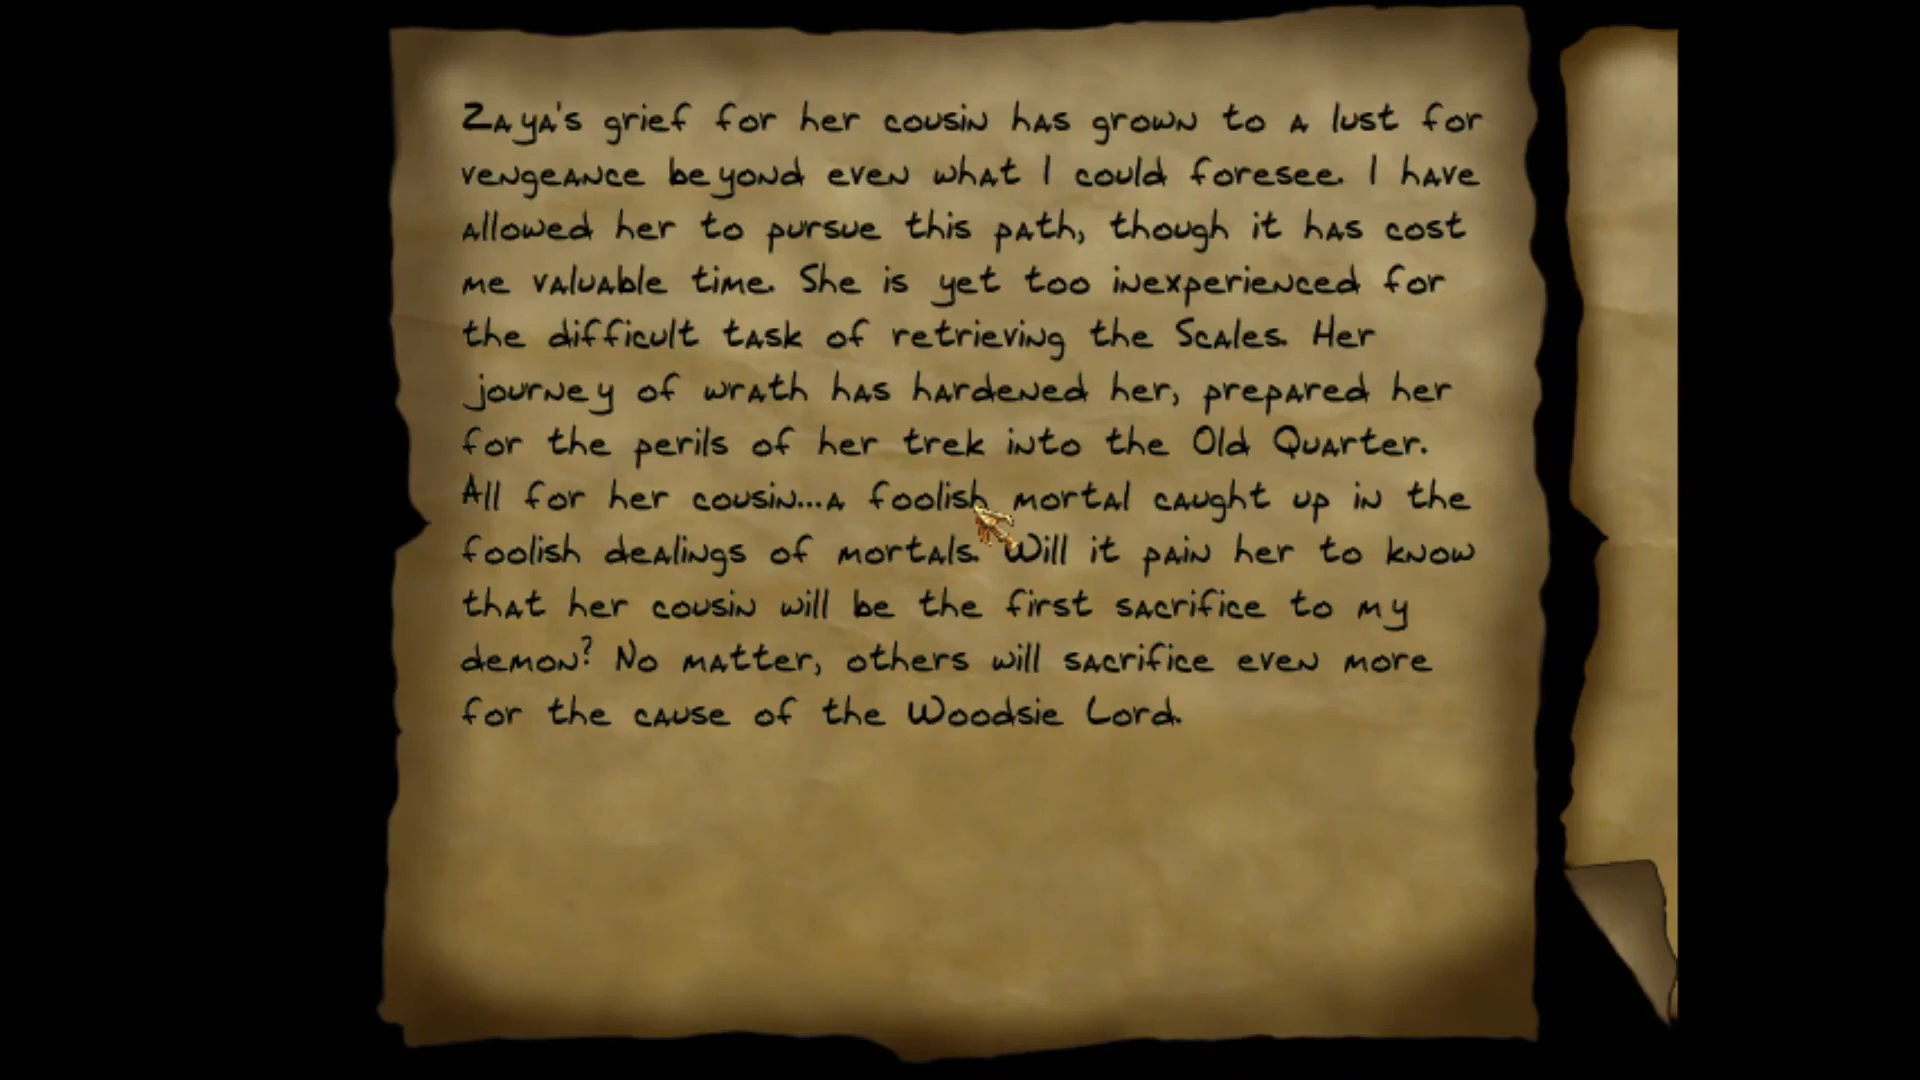 Zaya's grief for her cousin has grown to a lust for
vengeance beyond even what I could foresee. I have
allowed her to pursue this path, though it has cost
me valuable time. She is yet too inexperienced for
the difficult task of retrieving the Scales. Her
journey of wrath has hardened her, prepared her
for the perils of her trek into the Old Quarter.
All for her cousin...a foolish mortal caught up in the
foolish dealings of mortals. Will it pain her to know
that her cousin will be the first sacrifice to my
demon? No matter, others will sacrifice even more
for the cause of the Woodsie Lord.